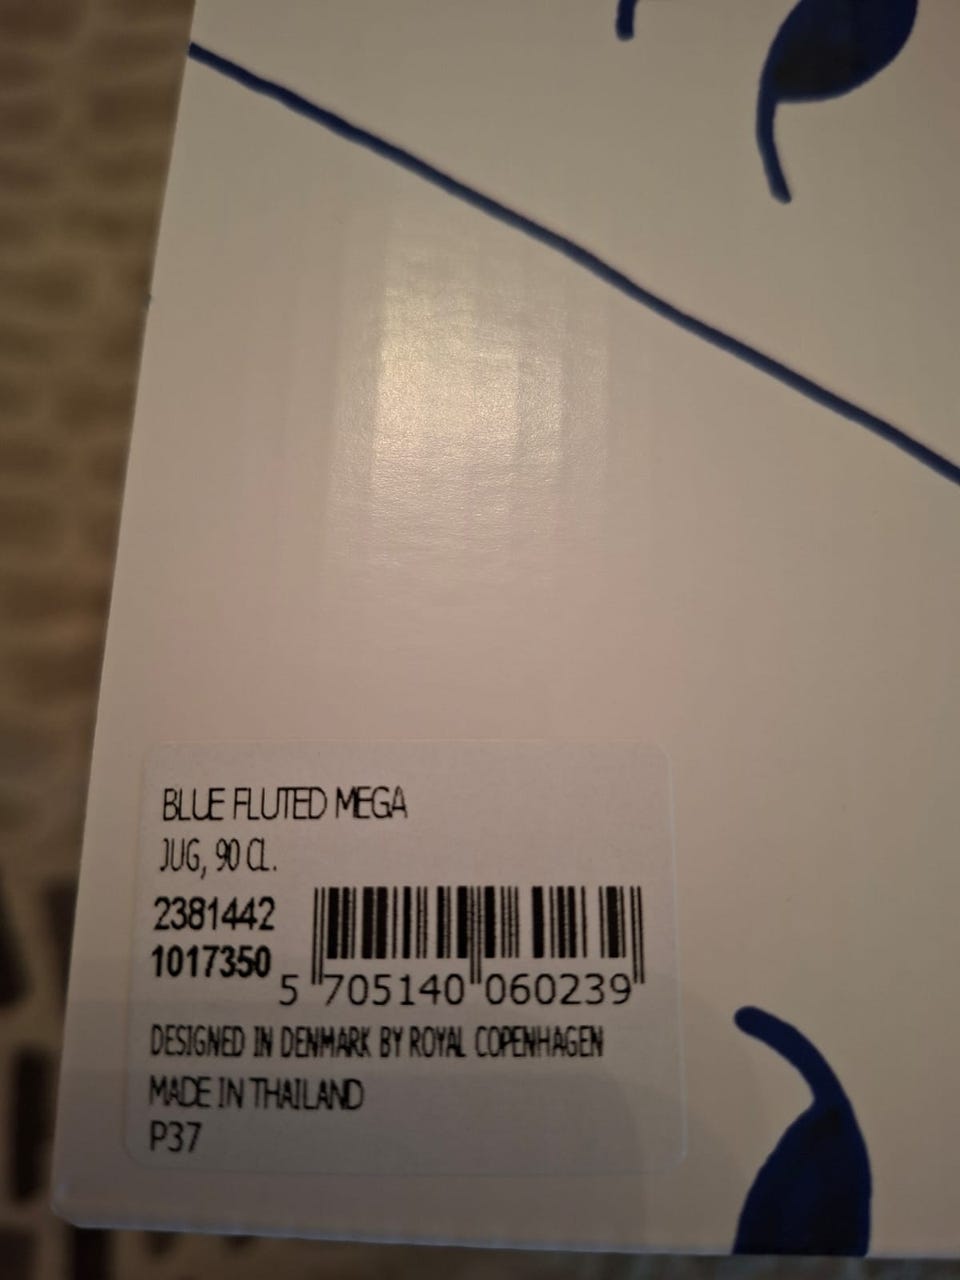 BLUE FLUTED MEGA
JUG, 90 CL.
2381442
1017350
5 705140 060239
DESIGNED IN DENMARK BY ROYAL COPENHAGEN
MADE IN THAILAND
P37